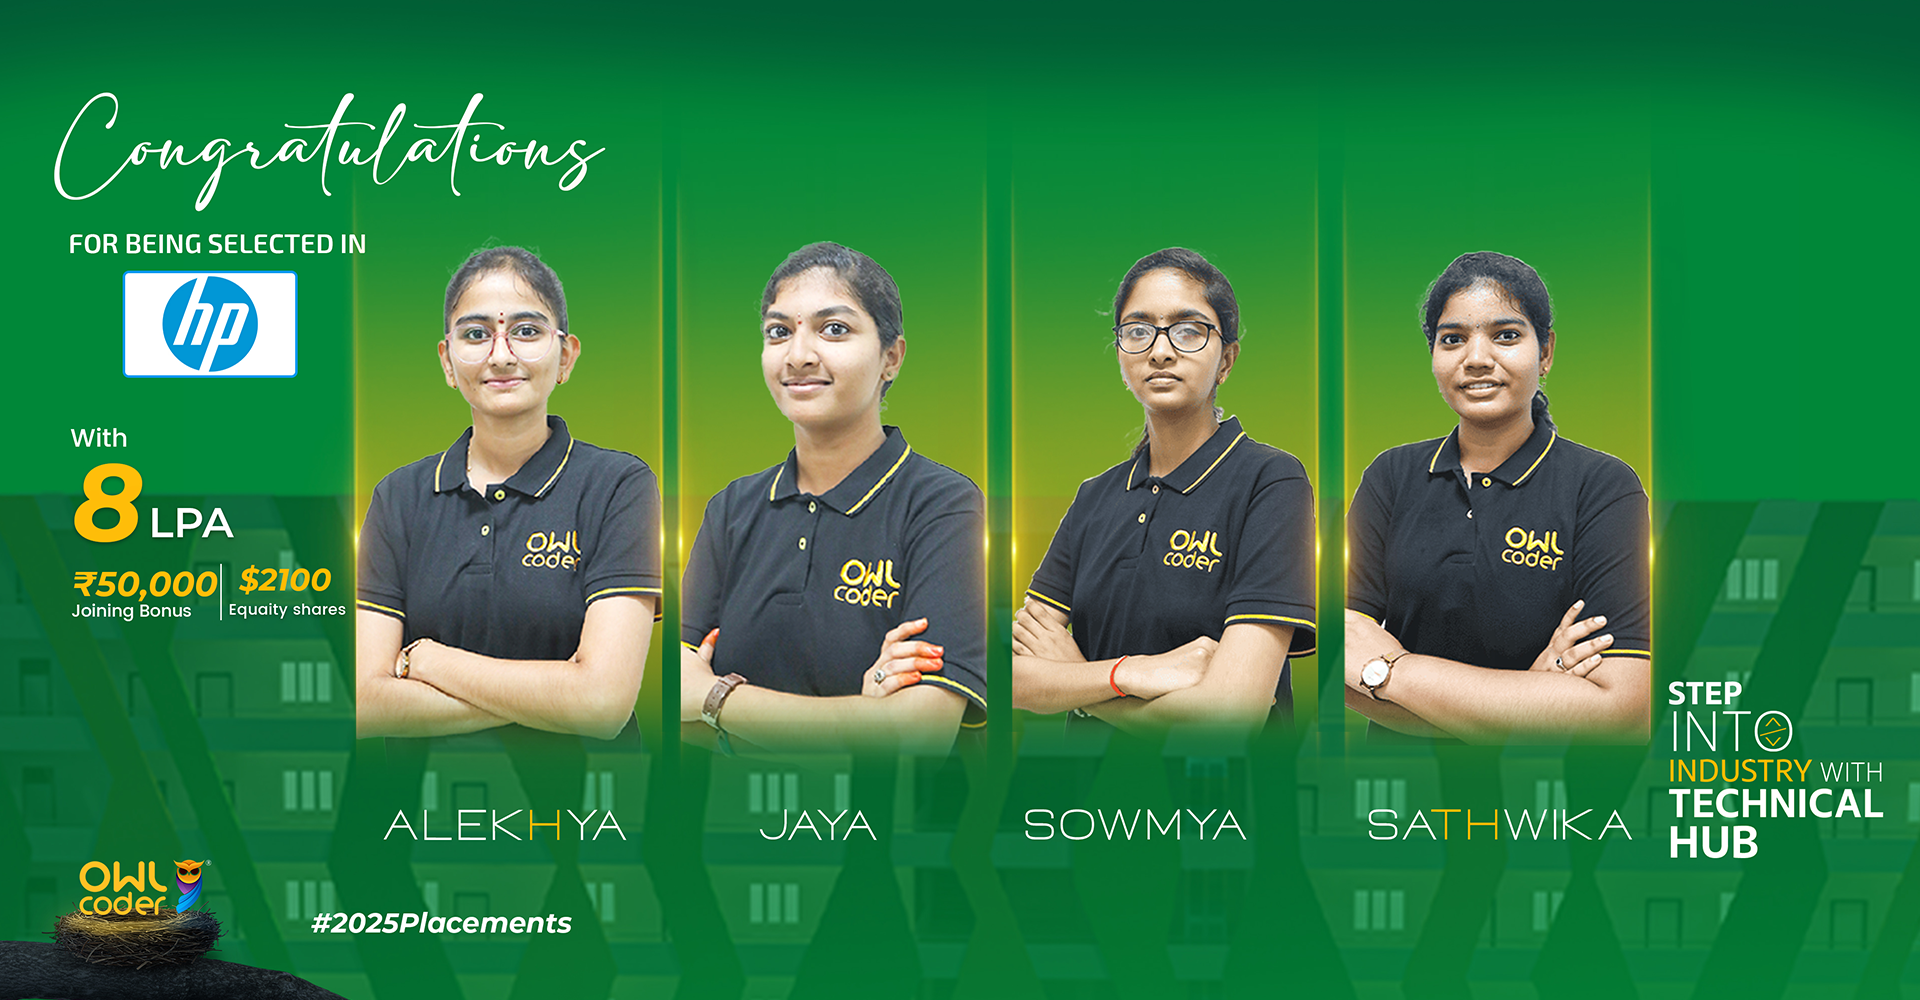 Congratulations
FOR BEING SELECTED IN
hp
With
8 LPA
₹50,000
Joining Bonus
$2100
Equaity shares
OWL
coder
OWL
coder
OWL
coder
OWL
coder
ALEKHYA
JAYA
SOWMYA
SATHWIKA
STEP
INTO
INDUSTRY WITH
TECHNICAL
HUB
OWL
coder
®
#2025Placements